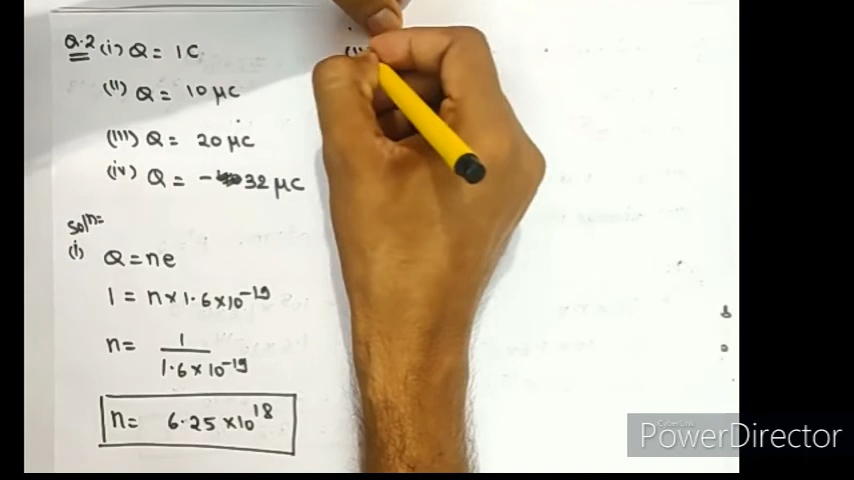 Q.2 (i) Q = 1C
(ii) Q = 10 μC
(iii) Q = 20 μC
(iv) Q = - 32 μC
Soln=
(i) Q = ne
1 = n × 1.6 × 10⁻¹⁹
n = 1 / 1.6 × 10⁻¹⁹
n = 6.25 × 10¹⁸
CyberLink
PowerDirector